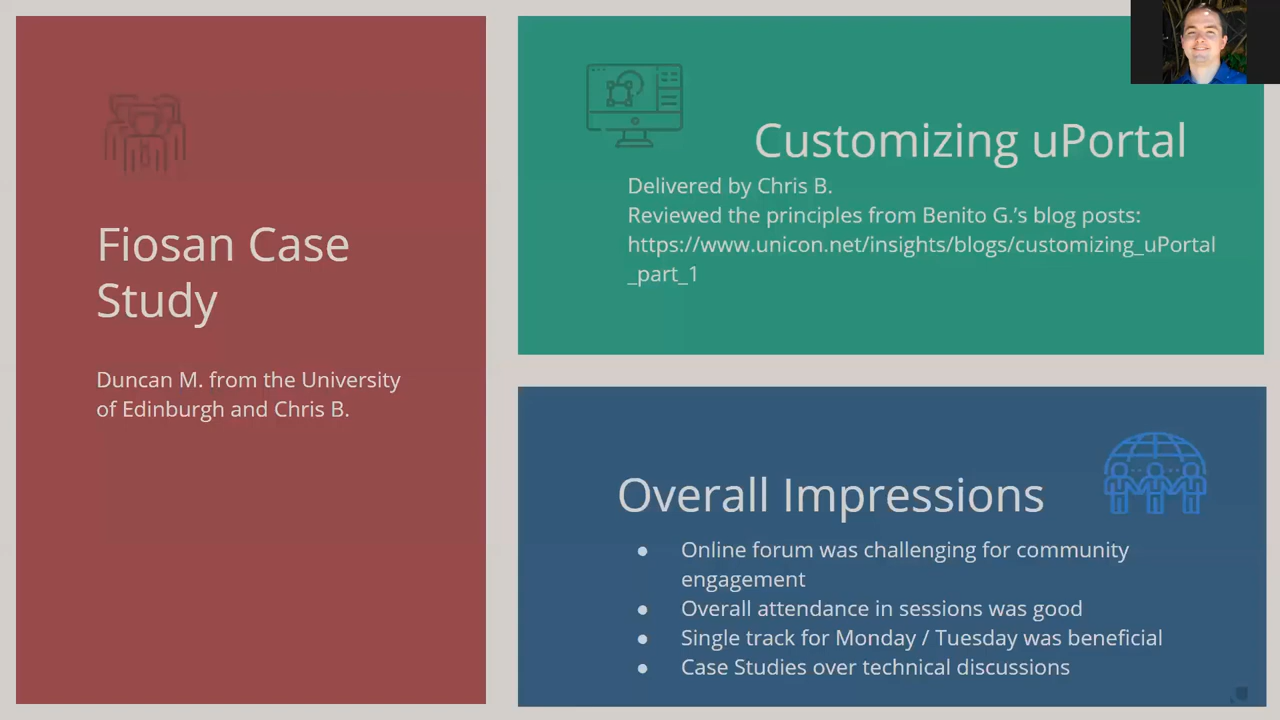 Fiosan Case
Study
Duncan M. from the University
of Edinburgh and Chris B.
Customizing uPortal
Delivered by Chris B.
Reviewed the principles from Benito G.’s blog posts:
https://www.unicon.net/insights/blogs/customizing_uPortal
_part_1
Overall Impressions
● Online forum was challenging for community
engagement
● Overall attendance in sessions was good
● Single track for Monday / Tuesday was beneficial
● Case Studies over technical discussions